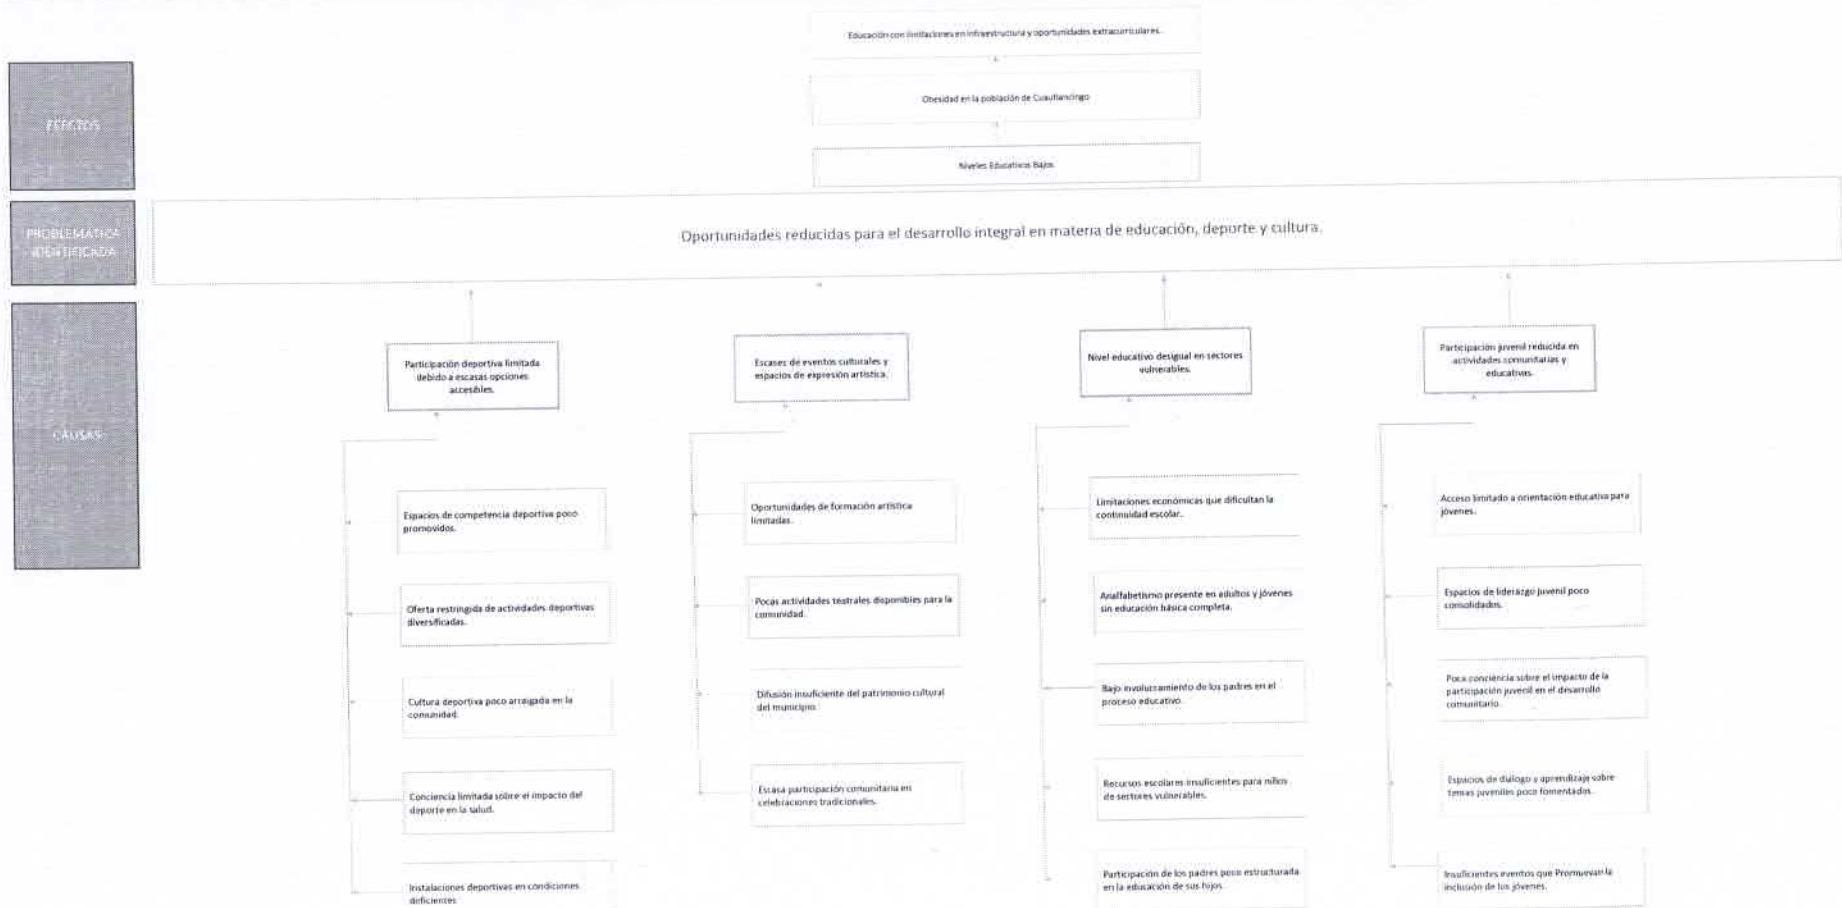 Educación con limitaciones en infraestructura y oportunidades extracurriculares.
EFECTOS
Obesidad en la población de Cuautlancingo
Niveles Educativos Bajos
PROBLEMÁTICA
IDENTIFICADA
Oportunidades reducidas para el desarrollo integral en materia de educación, deporte y cultura.
CAUSAS
Participación deportiva limitada
debido a escasas opciones
accesibles.
Escasez de eventos culturales y
espacios de expresión artística.
Nivel educativo desigual en sectores
vulnerables.
Participación juvenil reducida en
actividades comunitarias y
educativas.
Espacios de competencia deportiva poco
promovidos.
Oferta restringida de actividades deportivas
diversificadas.
Cultura deportiva poco arraigada en la
comunidad.
Conciencia limitada sobre el impacto del
deporte en la salud.
Instalaciones deportivas en condiciones
deficientes
Oportunidades de formación artística
limitadas.
Pocas actividades teatrales disponibles para la
comunidad.
Difusión insuficiente del patrimonio cultural
del municipio.
Escasa participación comunitaria en
celebraciones tradicionales.
Limitaciones económicas que dificultan la
continuidad escolar.
Analfabetismo presente en adultos y jóvenes
sin educación básica completa.
Bajo involucramiento de los padres en el
proceso educativo.
Recursos escolares insuficientes para niños
de sectores vulnerables.
Participación de los padres poco estructurada
en la educación de sus hijos.
Acceso limitado a orientación educativa para
jóvenes.
Espacios de liderazgo juvenil poco
consolidados.
Poca conciencia sobre el impacto de la
participación juvenil en el desarrollo
comunitario.
Espacios de diálogo y aprendizaje sobre
temas juveniles poco fomentados.
Insuficientes eventos que Promuevan la
inclusión de los jóvenes.